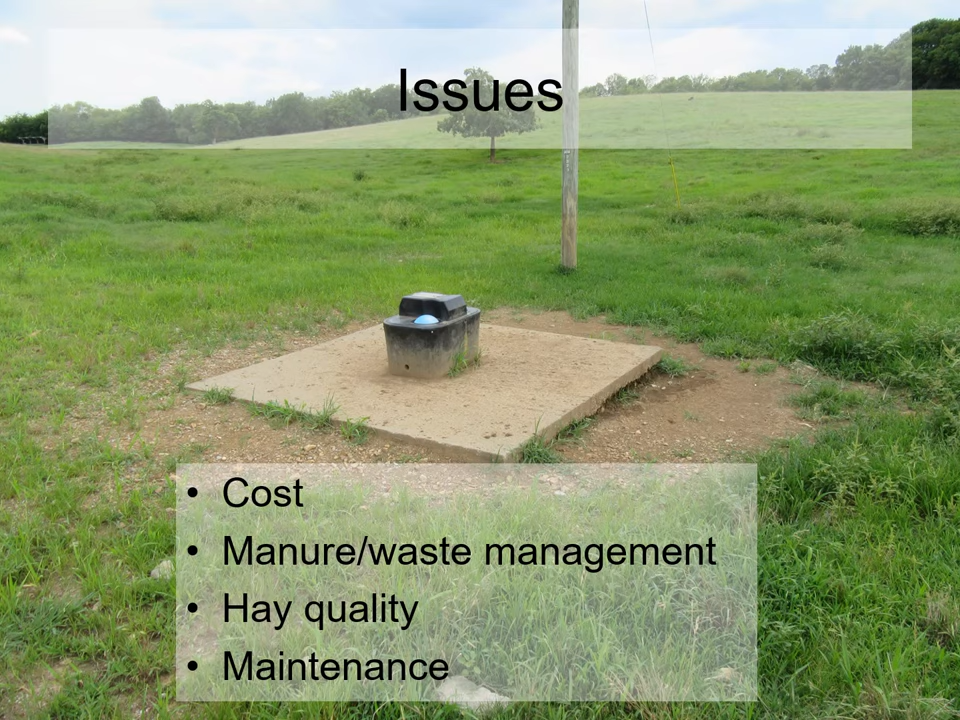 Issues
• Cost
• Manure/waste management
• Hay quality
• Maintenance